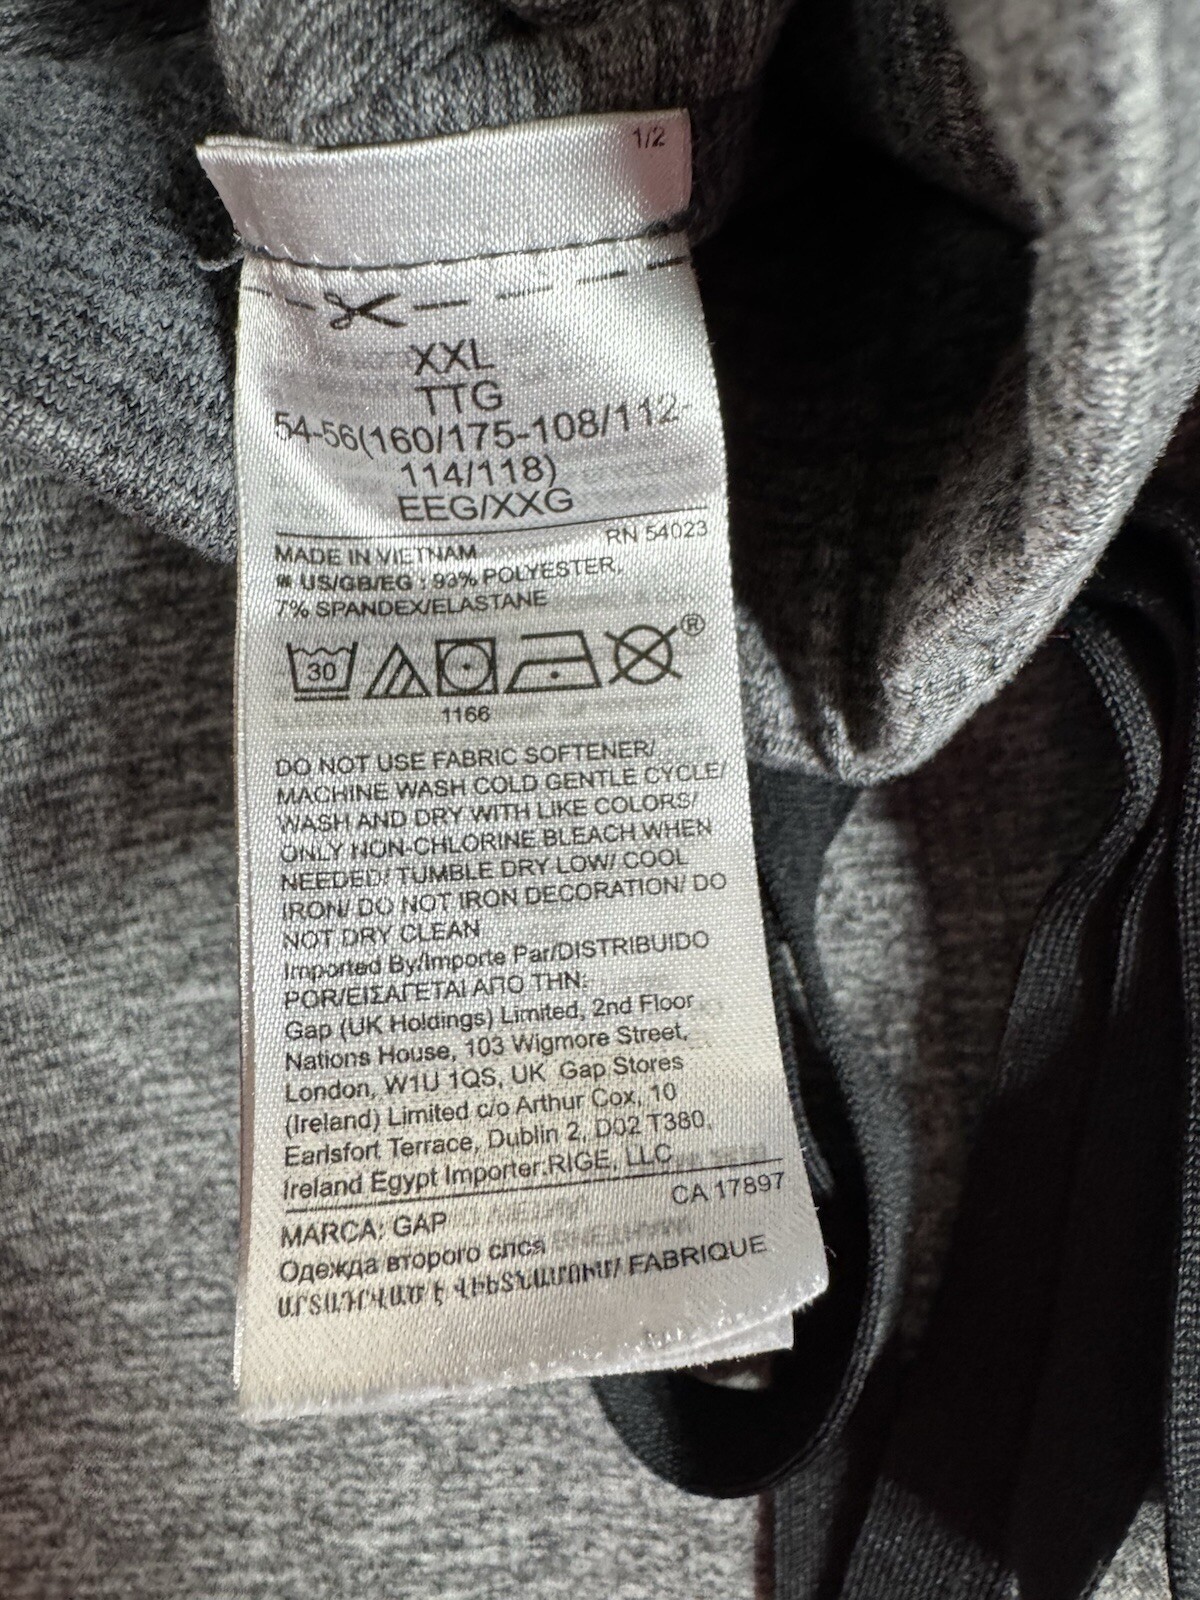 1/2
XXL
TTG
54-56(160/175-108/112-
114/118)
EEG/XXG
RN 54023
MADE IN VIETNAM
US/GB/EG : 93% POLYESTER,
7% SPANDEX/ELASTANE
30
®
1166
DO NOT USE FABRIC SOFTENER/
MACHINE WASH COLD GENTLE CYCLE/
WASH AND DRY WITH LIKE COLORS/
ONLY NON-CHLORINE BLEACH WHEN
NEEDED/ TUMBLE DRY LOW/ COOL
IRON/ DO NOT IRON DECORATION/ DO
NOT DRY CLEAN
Imported By/Importe Par/DISTRIBUIDO
POR/ΕΙΣΑΓΕΤΑΙ ΑΠΟ ΤΗΝ:
Gap (UK Holdings) Limited, 2nd Floor
Nations House, 103 Wigmore Street,
London, W1U 1QS, UK Gap Stores
(Ireland) Limited c/o Arthur Cox, 10
Earlsfort Terrace, Dublin 2, D02 T380,
Ireland Egypt Importer:RIGE, LLC
CA 17897
MARCA: GAP
Одежда второго слоя
ԱՐՏԱԴՐՎԱԾ Է ՎԻԵՏՆԱՄՈՒՄ/ FABRIQUE